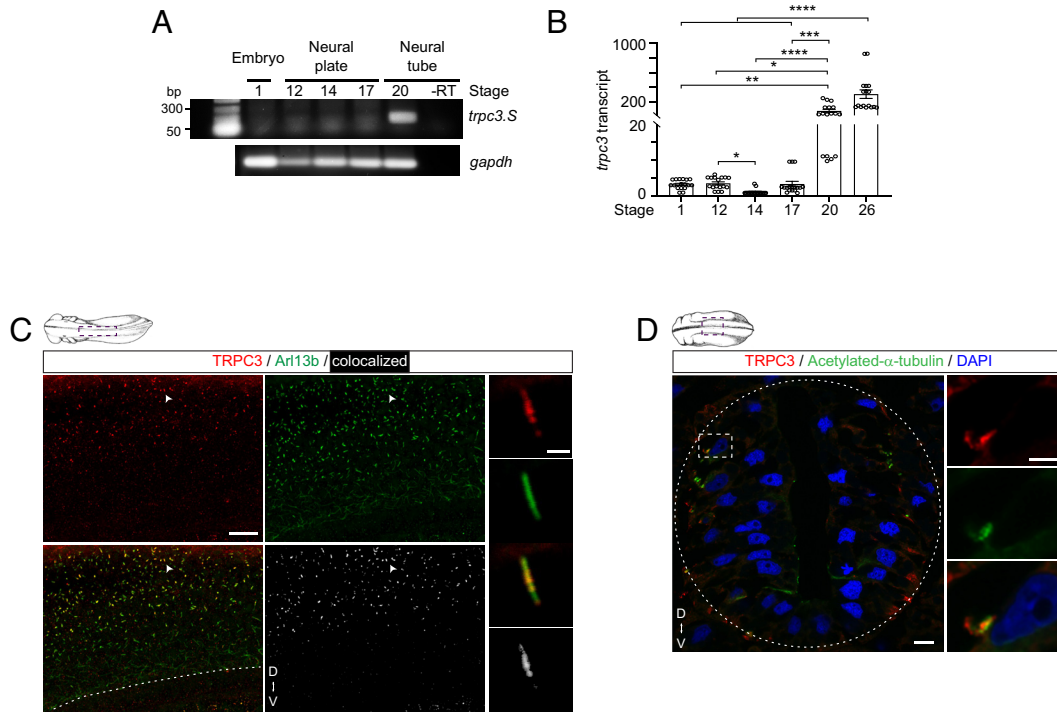 A
Embryo Neural plate Neural tube
bp 1 12 14 17 20 -RT Stage
300
50
trpc3.S
gapdh
B
****
***
****
*
**
*
1000
200
20
0
trpc3 transcript
Stage 1 12 14 17 20 26
C
TRPC3 / Arl13b / colocalized
D
V
D
TRPC3 / Acetylated-α-tubulin / DAPI
D
V